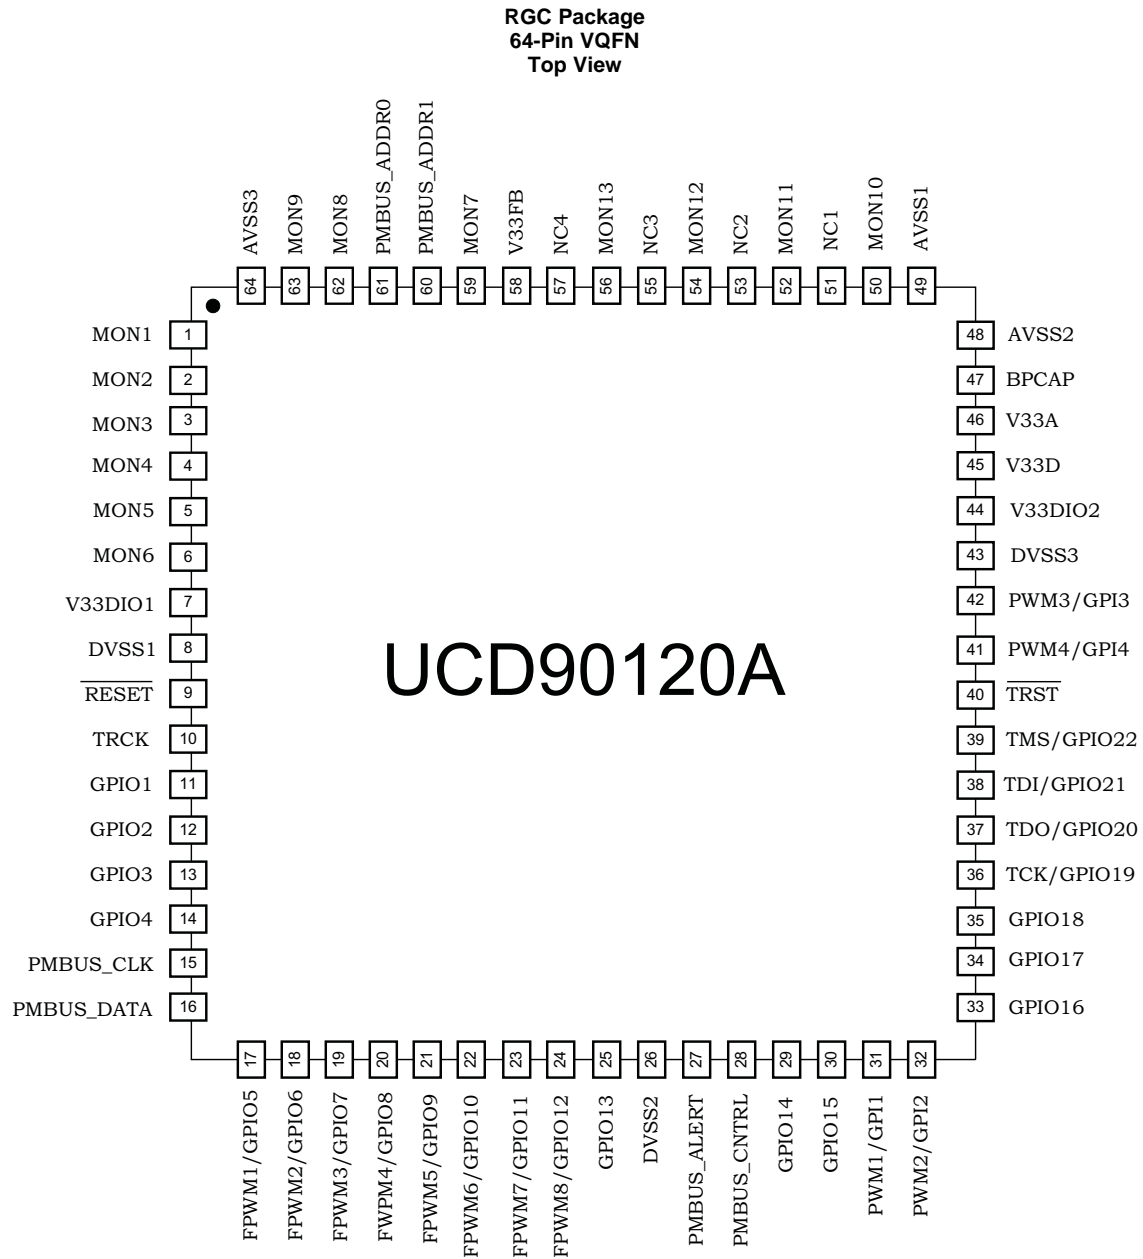 RGC Package
64-Pin VQFN
Top View
AVSS3
MON9
MON8
PMBUS_ADDR0
PMBUS_ADDR1
MON7
V33FB
NC4
MON13
NC3
MON12
NC2
MON11
NC1
MON10
AVSS1
64
63
62
61
60
59
58
57
56
55
54
53
52
51
50
49
MON1 1
MON2 2
MON3 3
MON4 4
MON5 5
MON6 6
V33DIO1 7
DVSS1 8
RESET 9
TRCK 10
GPIO1 11
GPIO2 12
GPIO3 13
GPIO4 14
PMBUS_CLK 15
PMBUS_DATA 16
UCD90120A
48 AVSS2
47 BPCAP
46 V33A
45 V33D
44 V33DIO2
43 DVSS3
42 PWM3/GPI3
41 PWM4/GPI4
40 TRST
39 TMS/GPIO22
38 TDI/GPIO21
37 TDO/GPIO20
36 TCK/GPIO19
35 GPIO18
34 GPIO17
33 GPIO16
17
18
19
20
21
22
23
24
25
26
27
28
29
30
31
32
FPWM1/GPIO5
FPWM2/GPIO6
FPWM3/GPIO7
FWPM4/GPIO8
FPWM5/GPIO9
FPWM6/GPIO10
FPWM7/GPIO11
FPWM8/GPIO12
GPIO13
DVSS2
PMBUS_ALERT
PMBUS_CNTRL
GPIO14
GPIO15
PWM1/GPI1
PWM2/GPI2